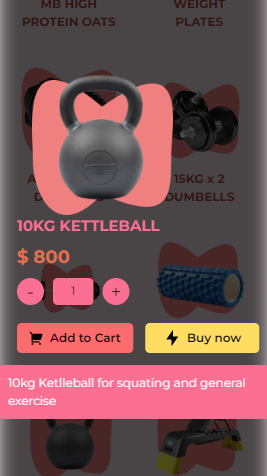 MB HIGH
PROTEIN OATS
WEIGHT
PLATES
15KG x 2
DUMBELLS
10KG KETTLEBALL
$ 800
-
1
+
Add to Cart
Buy now
10kg Ketlleball for squating and general
exercise